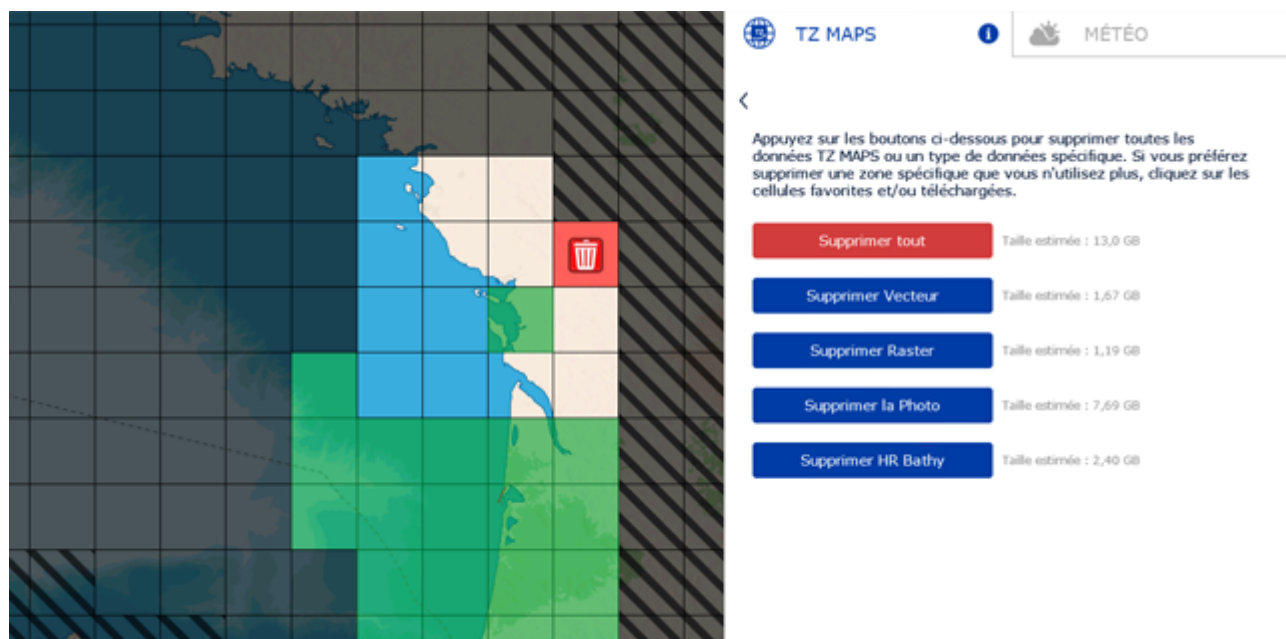 TZ MAPS
MÉTÉO
Appuyez sur les boutons ci-dessous pour supprimer toutes les
données TZ MAPS ou un type de données spécifique. Si vous préférez
supprimer une zone spécifique que vous n'utilisez plus, cliquez sur les
cellules favorites et/ou téléchargées.
Supprimer tout Taille estimée : 13,0 GB
Supprimer Vecteur Taille estimée : 1,67 GB
Supprimer Raster Taille estimée : 1,19 GB
Supprimer la Photo Taille estimée : 7,69 GB
Supprimer HR Bathy Taille estimée : 2,40 GB